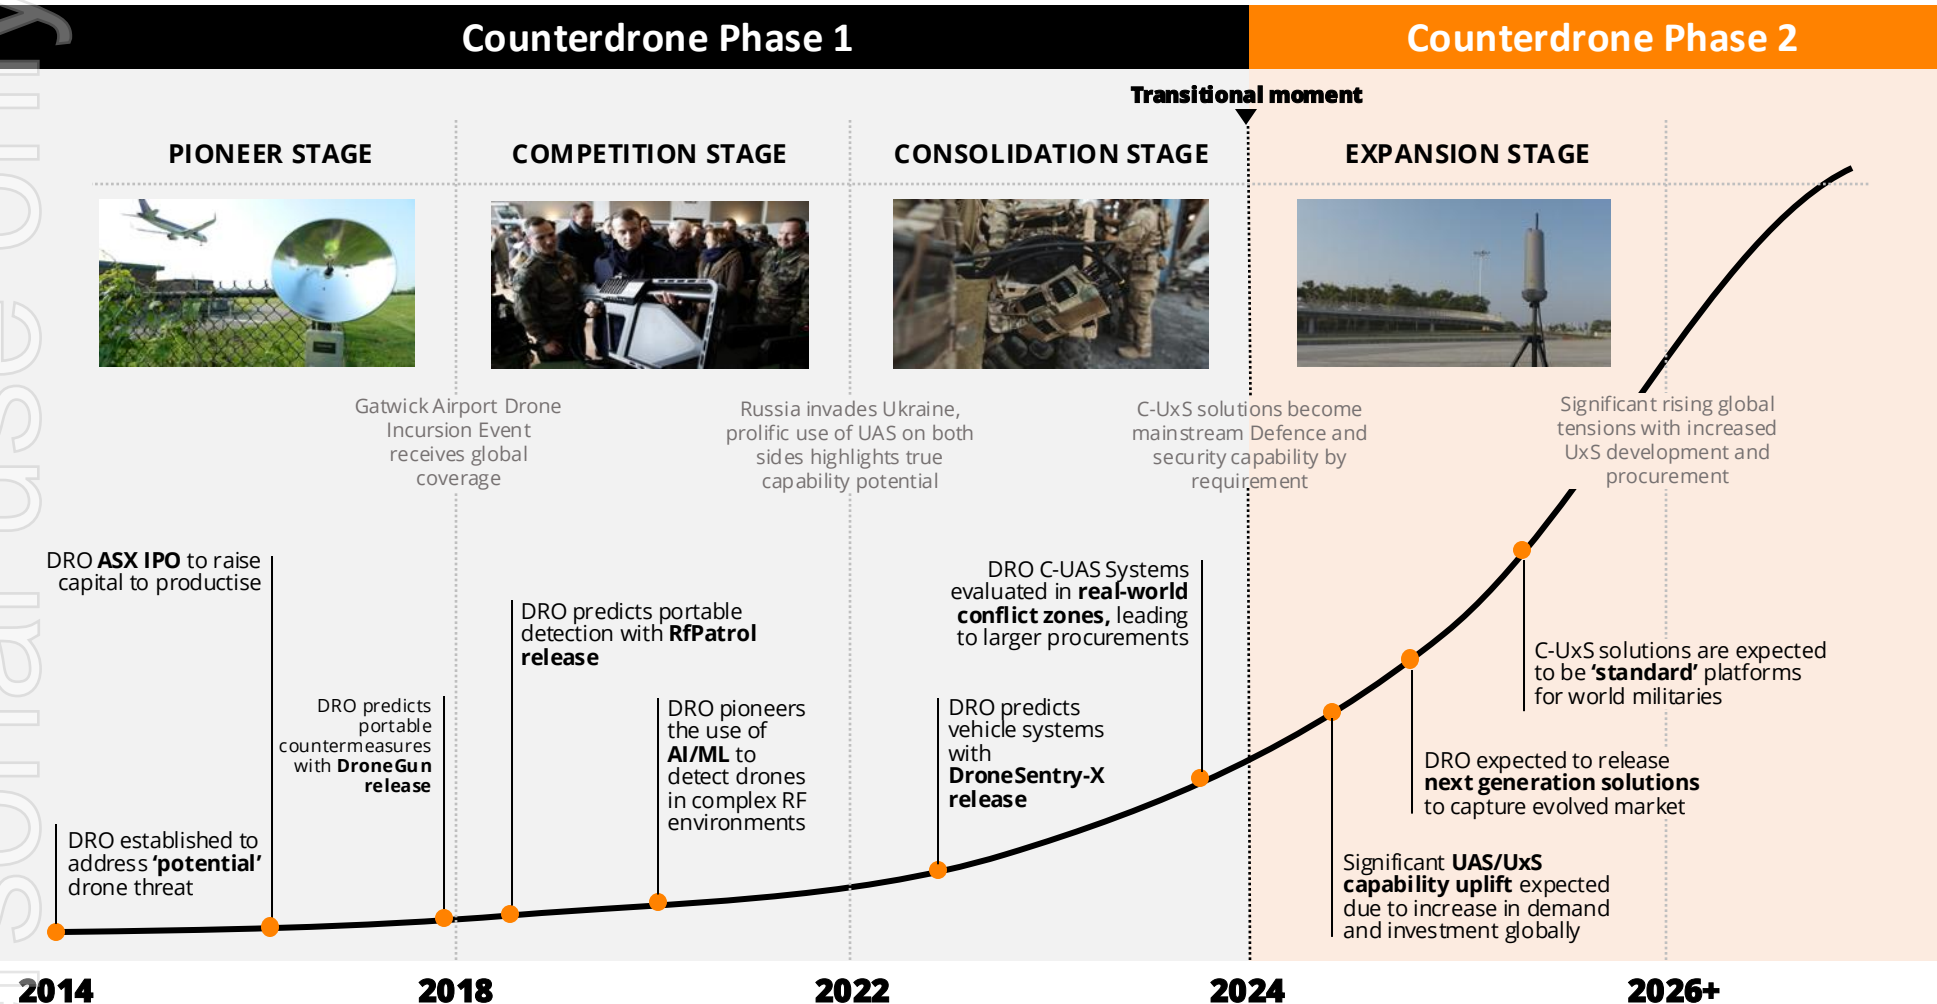 Counterdrone Phase 1
Counterdrone Phase 2
Transitional moment
PIONEER STAGE
COMPETITION STAGE
CONSOLIDATION STAGE
EXPANSION STAGE
Gatwick Airport Drone
Incursion Event
receives global
coverage
Russia invades Ukraine,
prolific use of UAS on both
sides highlights true
capability potential
C-UxS solutions become
mainstream Defence and
security capability by
requirement
Significant rising global
tensions with increased
UxS development and
procurement
DRO ASX IPO to raise
capital to productise
DRO established to
address ‘potential’
drone threat
DRO predicts
portable
countermeasures
with DroneGun
release
DRO predicts portable
detection with RfPatrol
release
DRO pioneers
the use of
AI/ML to
detect drones
in complex RF
environments
DRO C-UAS Systems
evaluated in real-world
conflict zones, leading
to larger procurements
DRO predicts
vehicle systems
with
DroneSentry-X
release
C-UxS solutions are expected
to be ‘standard’ platforms
for world militaries
DRO expected to release
next generation solutions
to capture evolved market
Significant UAS/UxS
capability uplift expected
due to increase in demand
and investment globally
2014
2018
2022
2024
2026+
use only